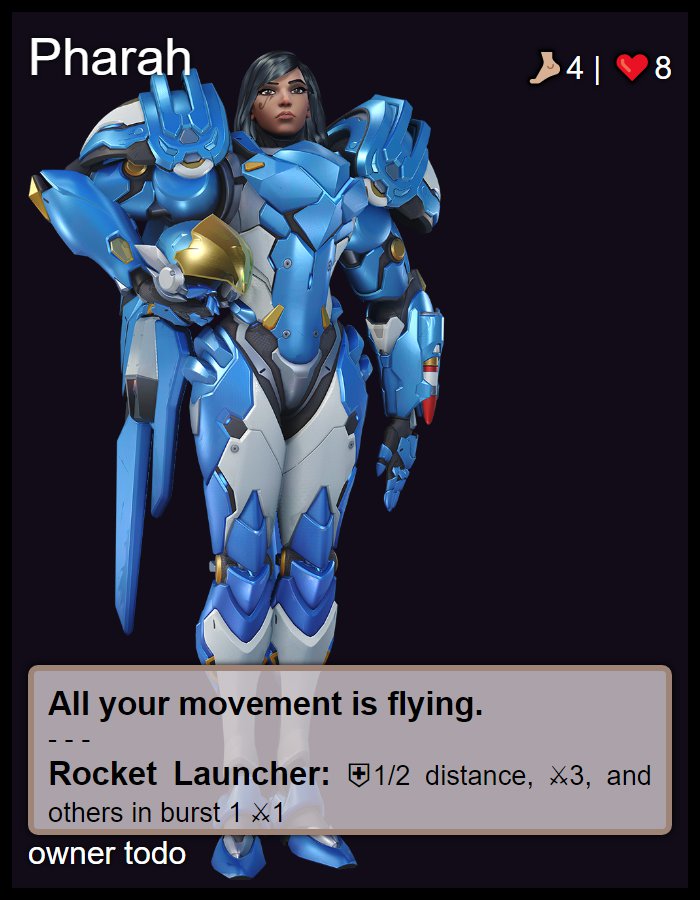 Pharah
🦶🏼4 | ❤️8
All your movement is flying.
- - -
Rocket Launcher: ⛨1/2 distance, ⚔3, and
others in burst 1 ⚔1
owner todo